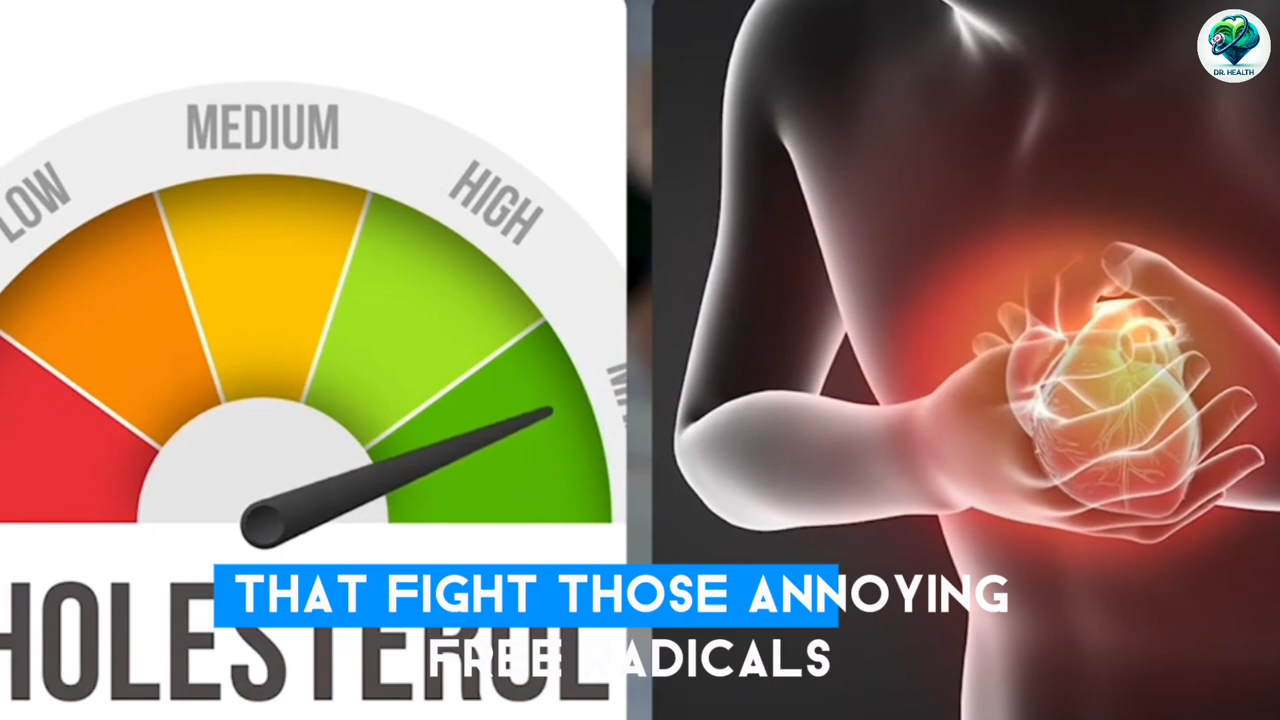 LOW
MEDIUM
HIGH
DR. HEALTH
HOLESTEROL
THAT FIGHT THOSE ANNOYING
FREE RADICALS